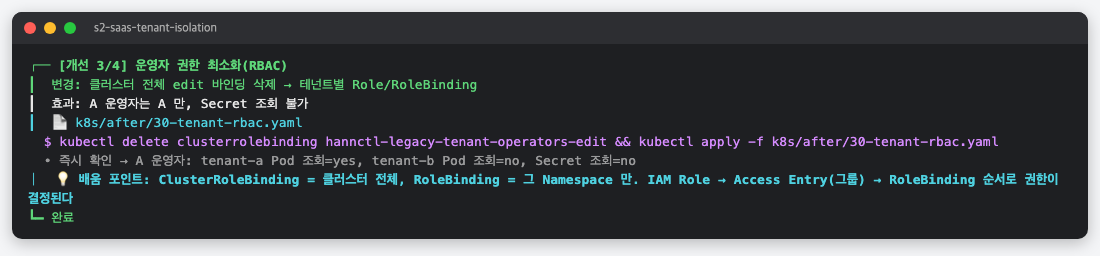 s2-saas-tenant-isolation
[개선 3/4] 운영자 권한 최소화(RBAC)
변경: 클러스터 전체 edit 바인딩 삭제 → 테넌트별 Role/RoleBinding
효과: A 운영자는 A 만, Secret 조회 불가
📄 k8s/after/30-tenant-rbac.yaml
$ kubectl delete clusterrolebinding hannctl-legacy-tenant-operators-edit && kubectl apply -f k8s/after/30-tenant-rbac.yaml
• 즉시 확인 → A 운영자: tenant-a Pod 조회=yes, tenant-b Pod 조회=no, Secret 조회=no
💡 배움 포인트: ClusterRoleBinding = 클러스터 전체, RoleBinding = 그 Namespace 만. IAM Role → Access Entry(그룹) → RoleBinding 순서로 권한이
결정된다
완료